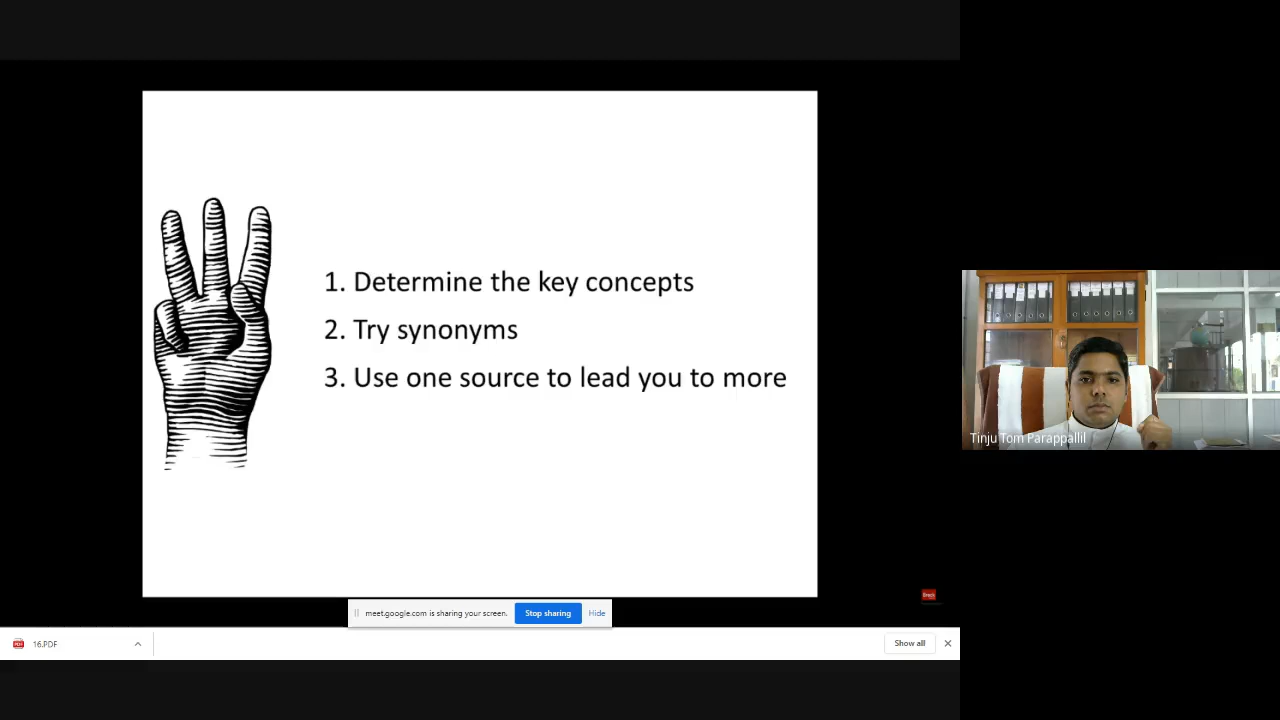 1. Determine the key concepts
2. Try synonyms
3. Use one source to lead you to more
Tinju Tom Parappallil
meet.google.com is sharing your screen.
Stop sharing
Hide
16.PDF
Show all